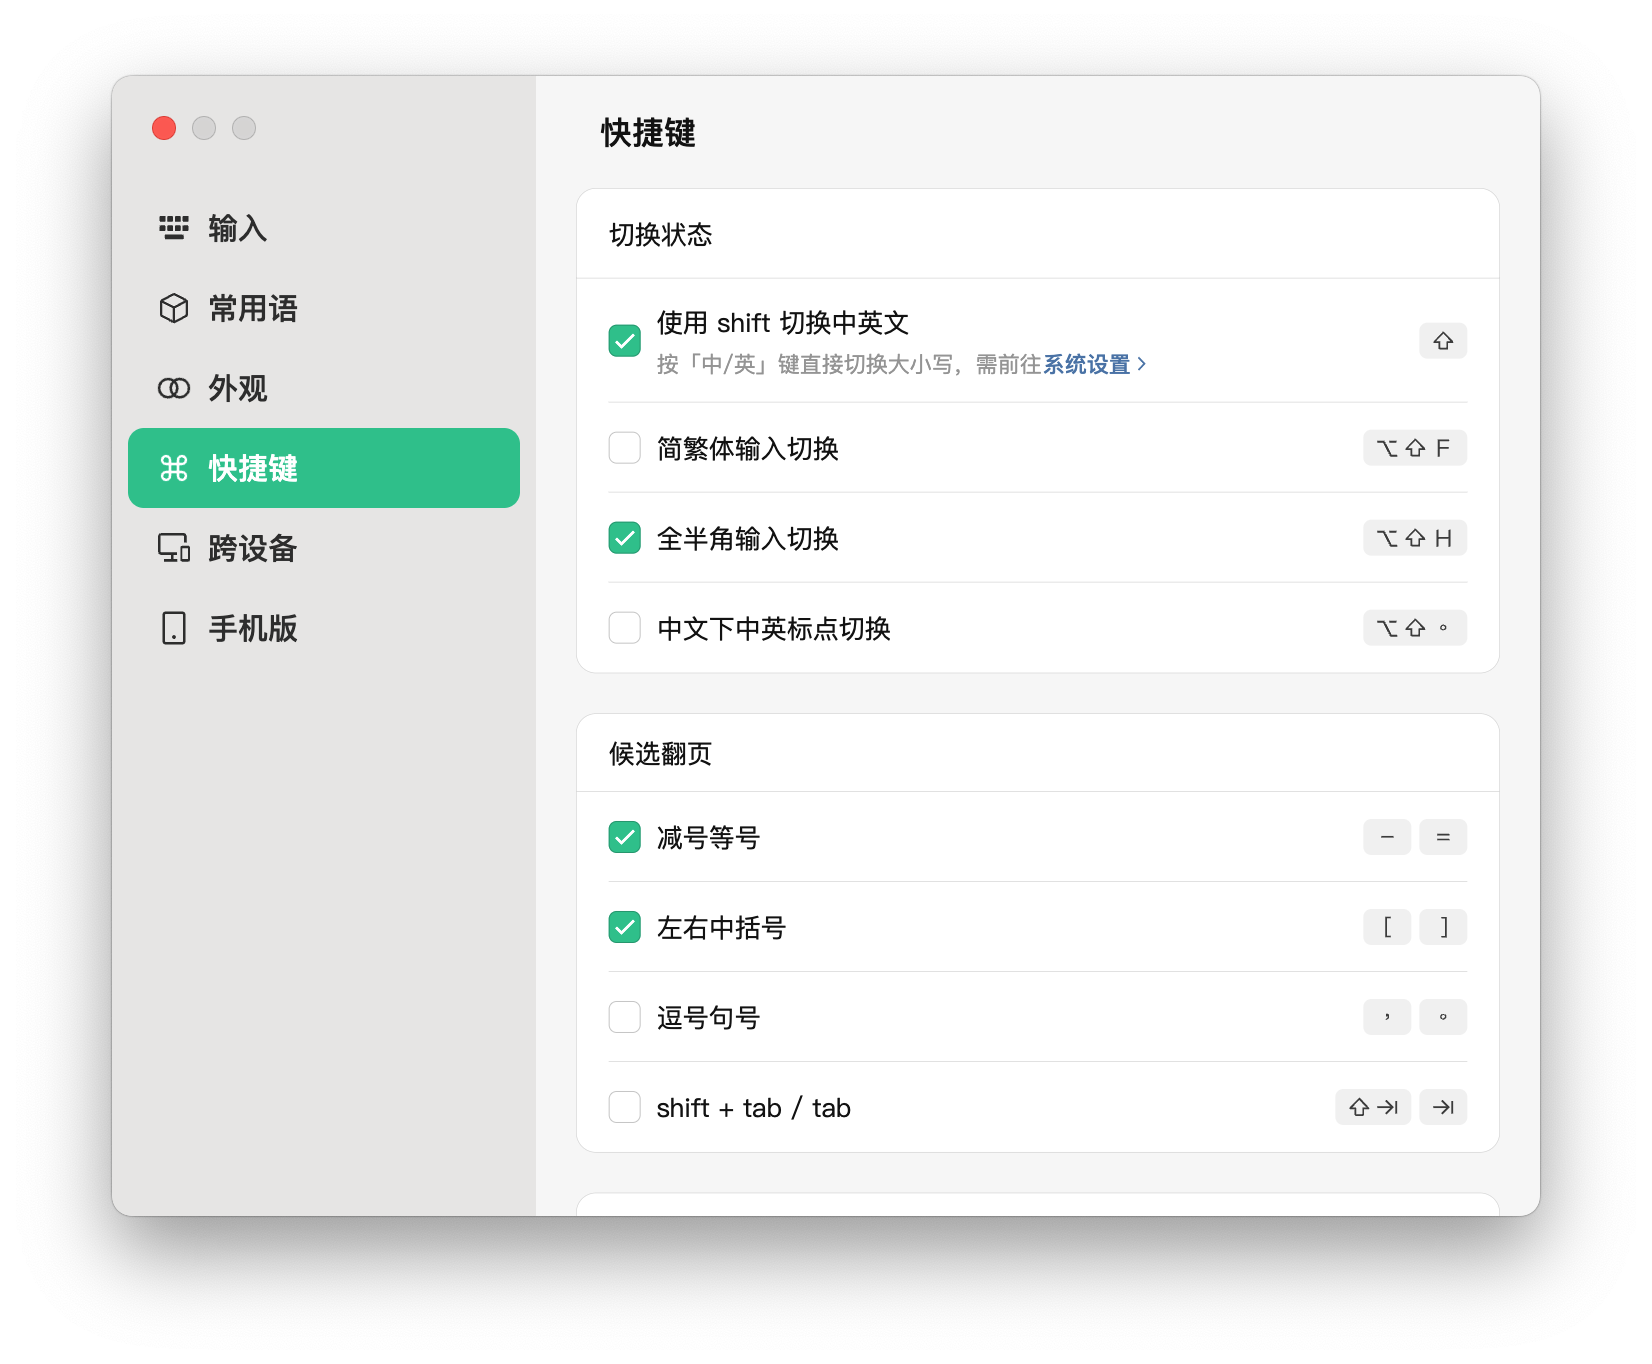 输入
常用语
外观
快捷键
跨设备
手机版
快捷键
切换状态
使用 shift 切换中英文
按「中/英」键直接切换大小写，需前往系统设置 >
⇧
简繁体输入切换
⌥ ⇧ F
全半角输入切换
⌥ ⇧ H
中文下中英标点切换
⌥ ⇧ 。
候选翻页
减号等号
− =
左右中括号
[ ]
逗号句号
， 。
shift + tab / tab
⇧ ⇥ ⇥